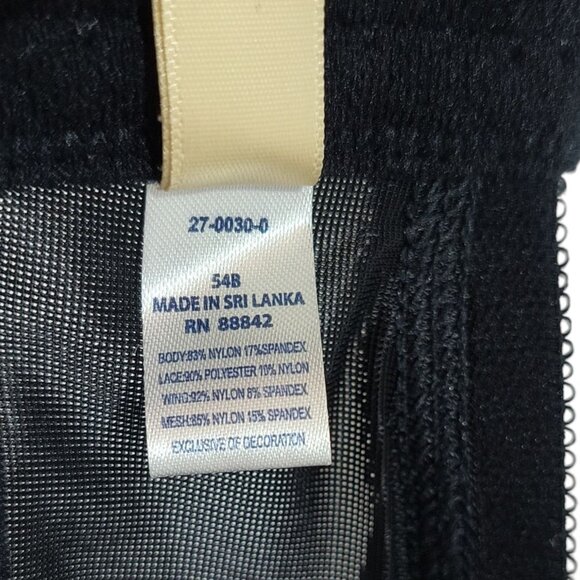 27-0030-0
54B
MADE IN SRI LANKA
RN 88842
BODY:83% NYLON 17%SPANDEX
LACE:90% POLYESTER 10% NYLON
WING:92% NYLON 8% SPANDEX
MESH:85% NYLON 15% SPANDEX
EXCLUSIVE OF DECORATION